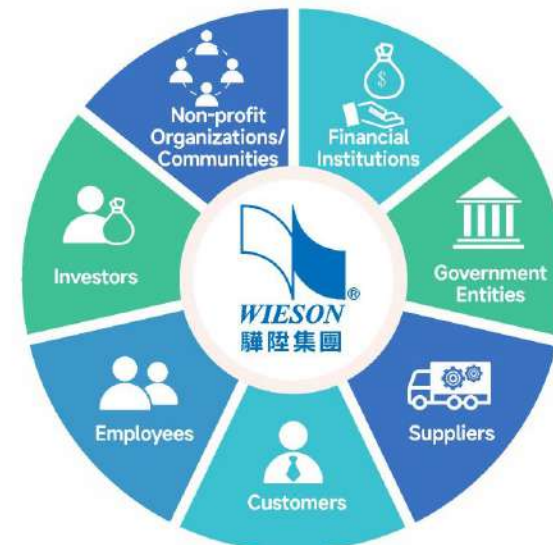 Non-profit
Organizations/
Communities
$
Financial
Institutions
Investors
Government
Entities
WIESON®
驊陞集團
Employees
Suppliers
Customers